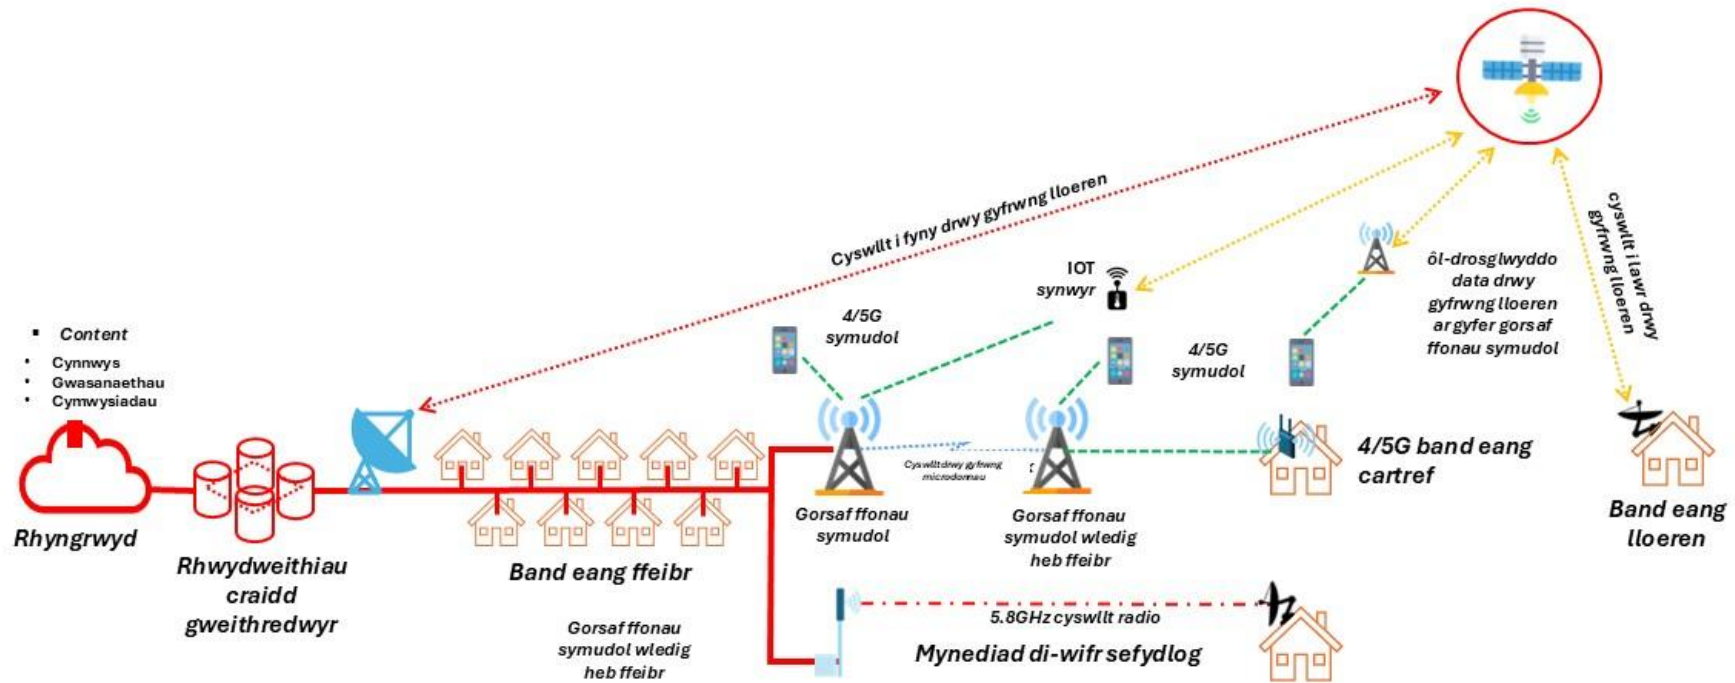 Cyswllt i fyny drwy gyfrwng lloeren
cyswllt i lawr drwy
gyfrwng lloeren
IOT
synwyr
ôl-drosglwyddo
data drwy
gyfrwng lloeren
ar gyfer gorsaf
ffonau symudol
4/5G
symudol
4/5G
symudol
▪ Content
• Cynnwys
• Gwasanaethau
• Cymwysiadau
Cyswllt drwy gyfrwng
microdonnau
4/5G band eang
cartref
Rhyngrwyd
Rhwydweithiau
craidd
gweithredwyr
Band eang ffeibr
Gorsaf ffonau
symudol
Gorsaf ffonau
symudol wledig
heb ffeibr
Band eang
lloeren
Gorsaf ffonau
symudol wledig
heb ffeibr
5.8GHz cyswllt radio
Mynediad di-wifr sefydlog